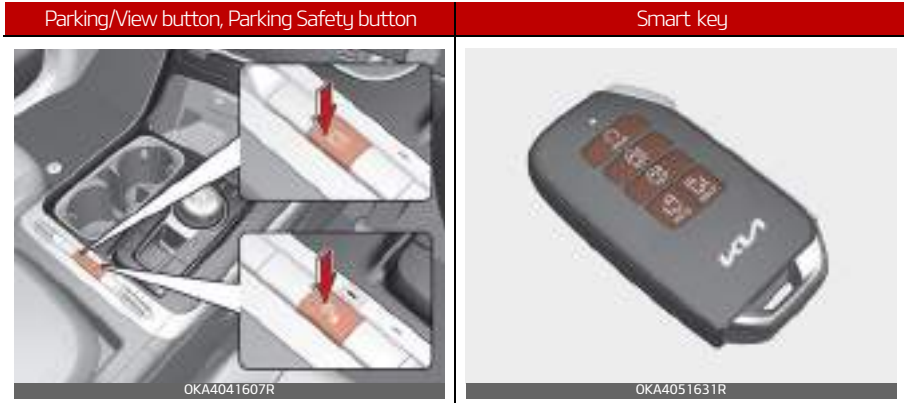 Parking/View button, Parking Safety button
Smart key
OKA4041607R
OKA4051631R